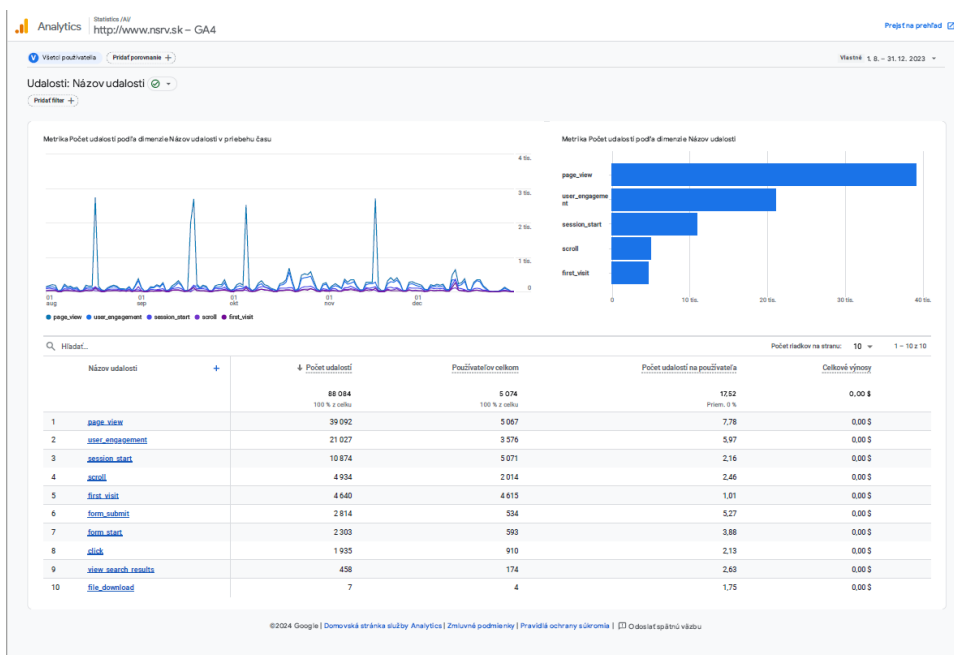 Analytics
Statistics /AI/
http://www.nsrv.sk – GA4
Prejsť na prehľad
V Všetci používatelia
Pridať porovnanie +
Vlastné 1. 8. – 31. 12. 2023
Udalosti: Názov udalosti
Pridať filter +
Metrika Počet udalostí podľa dimenzie Názov udalosti v priebehu času
4 tis.
3 tis.
2 tis.
1 tis.
0
01 aug
01 sep
01 okt
01 nov
01 dec
page_view user_engagement session_start scroll first_visit
Metrika Počet udalostí podľa dimenzie Názov udalosti
page_view
user_engageme
nt
session_start
scroll
first_visit
0 10 tis. 20 tis. 30 tis. 40 tis.
Hľadať...
Počet riadkov na stranu: 10 1 – 10 z 10
Názov udalosti + ↓ Počet udalostí Používateľov celkom Počet udalostí na používateľa Celkové výnosy
88 084 5 074 17,52 0,00 $
100 % z celku 100 % z celku Priem. 0 %
1 page_view 39 092 5 067 7,78 0,00 $
2 user_engagement 21 027 3 576 5,97 0,00 $
3 session_start 10 874 5 071 2,16 0,00 $
4 scroll 4 934 2 014 2,46 0,00 $
5 first_visit 4 640 4 615 1,01 0,00 $
6 form_submit 2 814 534 5,27 0,00 $
7 form_start 2 303 593 3,88 0,00 $
8 click 1 935 910 2,13 0,00 $
9 view_search_results 458 174 2,63 0,00 $
10 file_download 7 4 1,75 0,00 $
©2024 Google | Domovská stránka služby Analytics | Zmluvné podmienky | Pravidlá ochrany súkromia | Odoslať spätnú väzbu